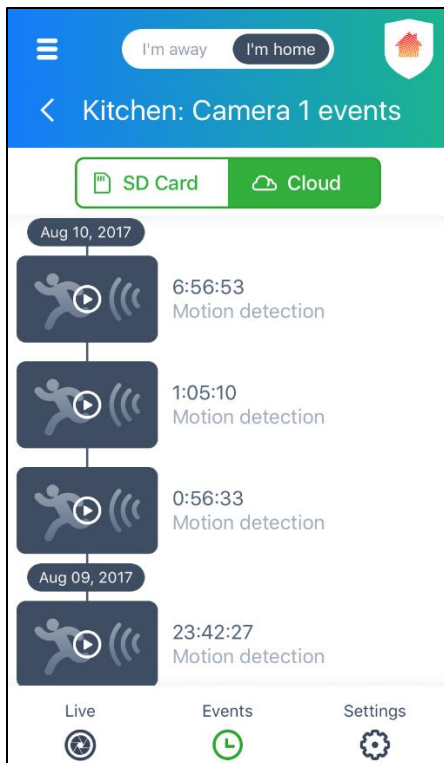 I'm away I'm home
Kitchen: Camera 1 events
SD Card Cloud
Aug 10, 2017
6:56:53
Motion detection
1:05:10
Motion detection
0:56:33
Motion detection
Aug 09, 2017
23:42:27
Motion detection
Live Events Settings